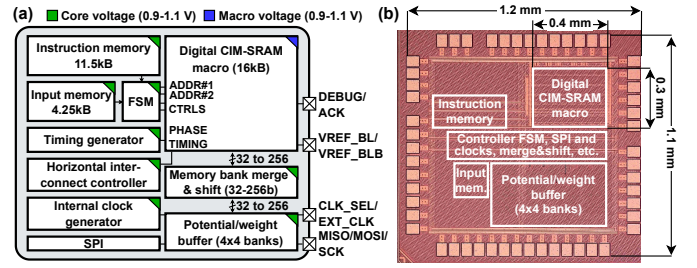 (a)
Core voltage (0.9-1.1 V)
Macro voltage (0.9-1.1 V)
Instruction memory
11.5kB
Input memory
4.25kB
FSM
Digital CIM-SRAM
macro (16kB)
ADDR#1
ADDR#2
CTRLS
PHASE
TIMING
Timing generator
Horizontal inter-
connect controller
Internal clock
generator
SPI
32 to 256
Memory bank merge
& shift (32-256b)
32 to 256
Potential/weight
buffer (4x4 banks)
DEBUG/
ACK
VREF_BL/
VREF_BLB
CLK_SEL/
EXT_CLK
MISO/MOSI/
SCK
(b)
1.2 mm
0.4 mm
0.3 mm
1.1 mm
Digital
CIM-SRAM
macro
Instruction
memory
Controller FSM, SPI and
clocks, merge&shift, etc.
Input
mem.
Potential/weight
buffer
(4x4 banks)